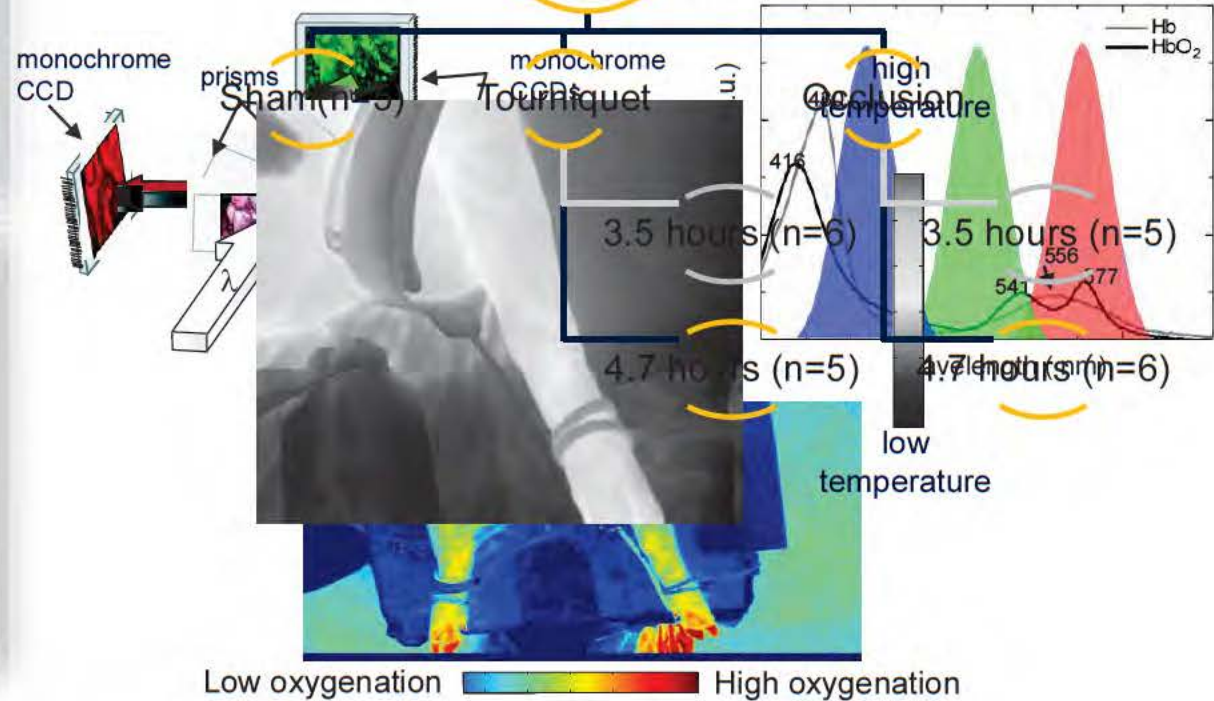 monochrome
CCD
prisms
monochrome
CCDs
Sham(n=5)
Tourniquet
Occlusion
high
temperature
Hb
HbO2
416
556
541
577
λ
3.5 hours (n=6)
3.5 hours (n=5)
4.7 hours (n=5)
4.7 hours (n=6)
low
temperature
Low oxygenation
High oxygenation